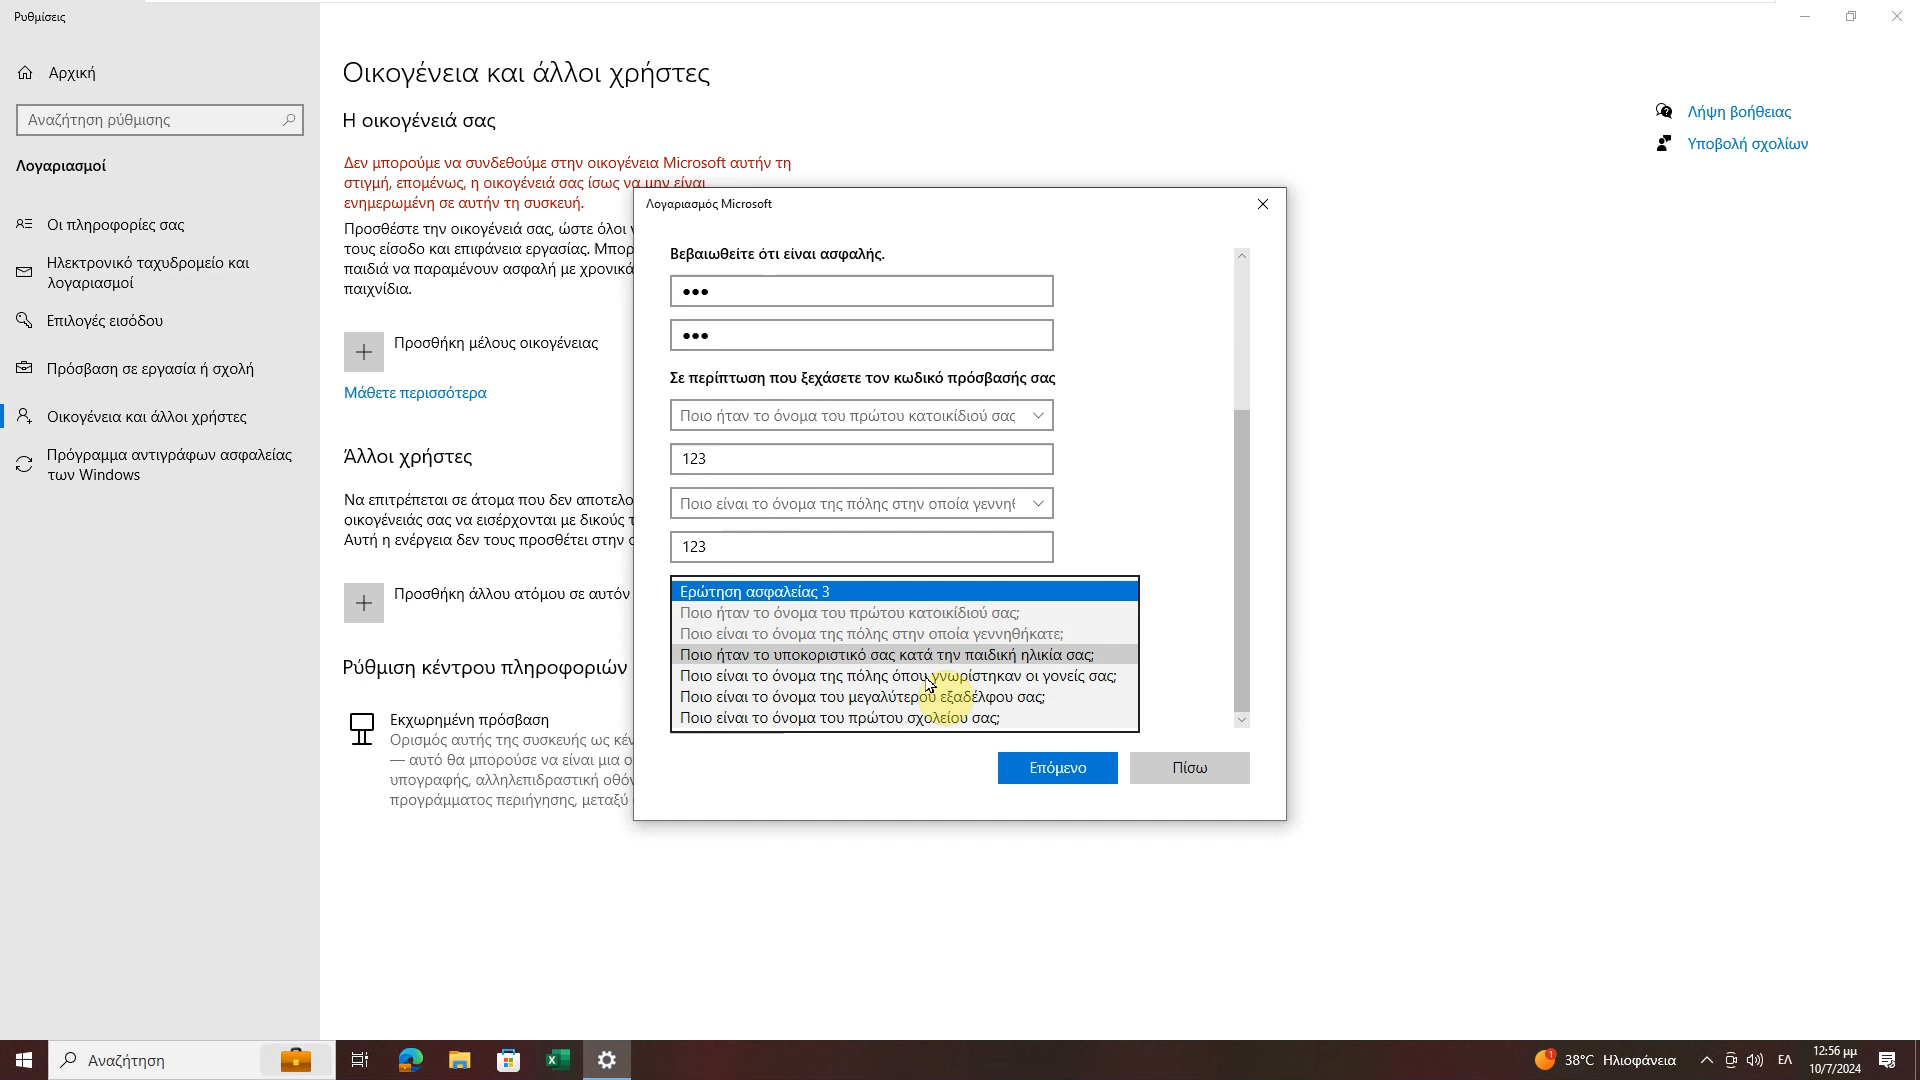 Ρυθμίσεις
Αρχική
Αναζήτηση ρύθμισης
Λογαριασμοί
Οι πληροφορίες σας
Ηλεκτρονικό ταχυδρομείο και
λογαριασμοί
Επιλογές εισόδου
Πρόσβαση σε εργασία ή σχολή
Οικογένεια και άλλοι χρήστες
Πρόγραμμα αντιγράφων ασφαλείας
των Windows
Οικογένεια και άλλοι χρήστες
Η οικογένειά σας
Δεν μπορούμε να συνδεθούμε στην οικογένεια Microsoft αυτήν τη
στιγμή, επομένως, η οικογένειά σας ίσως να μην είναι
ενημερωμένη σε αυτήν τη συσκευή.
Προσθέστε την οικογένειά σας, ώστε όλοι
τους είσοδο και επιφάνεια εργασίας. Μπορ
παιδιά να παραμένουν ασφαλή με χρονικά
παιχνίδια.
Προσθήκη μέλους οικογένειας
Μάθετε περισσότερα
Άλλοι χρήστες
Να επιτρέπεται σε άτομα που δεν αποτελο
οικογένειάς σας να εισέρχονται με δικούς τ
Αυτή η ενέργεια δεν τους προσθέτει στην ο
Προσθήκη άλλου ατόμου σε αυτόν
Ρύθμιση κέντρου πληροφοριών
Εκχωρημένη πρόσβαση
Ορισμός αυτής της συσκευής ως κέν
— αυτό θα μπορούσε να είναι μια ο
υπογραφής, αλληλεπιδραστική οθόν
προγράμματος περιήγησης, μεταξύ
Λήψη βοήθειας
Υποβολή σχολίων
Λογαριασμός Microsoft
Βεβαιωθείτε ότι είναι ασφαλής.
●●●
●●●
Σε περίπτωση που ξεχάσετε τον κωδικό πρόσβασής σας
Ποιο ήταν το όνομα του πρώτου κατοικίδιού σας
123
Ποιο είναι το όνομα της πόλης στην οποία γεννηθ
123
Ερώτηση ασφαλείας 3
Ποιο ήταν το όνομα του πρώτου κατοικίδιού σας;
Ποιο είναι το όνομα της πόλης στην οποία γεννηθήκατε;
Ποιο ήταν το υποκοριστικό σας κατά την παιδική ηλικία σας;
Ποιο είναι το όνομα της πόλης όπου γνωρίστηκαν οι γονείς σας;
Ποιο είναι το όνομα του μεγαλύτερου εξαδέλφου σας;
Ποιο είναι το όνομα του πρώτου σχολείου σας;
Επόμενο
Πίσω
Αναζήτηση
1
38°C Ηλιοφάνεια
ΕΛ
12:56 μμ
10/7/2024